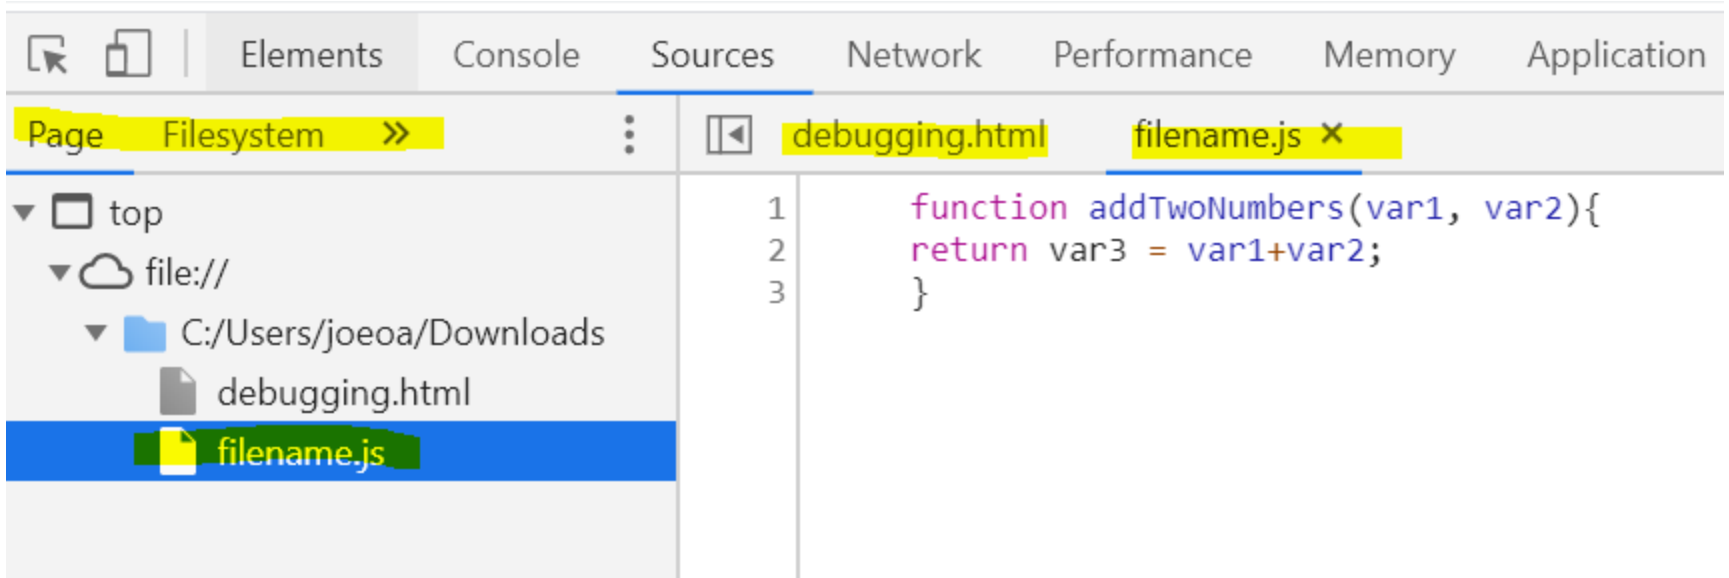 Elements Console Sources Network Performance Memory Application
Page Filesystem »
debugging.html filename.js ×
top
file://
C:/Users/joeoa/Downloads
debugging.html
filename.js
1 function addTwoNumbers(var1, var2){
2 return var3 = var1+var2;
3 }